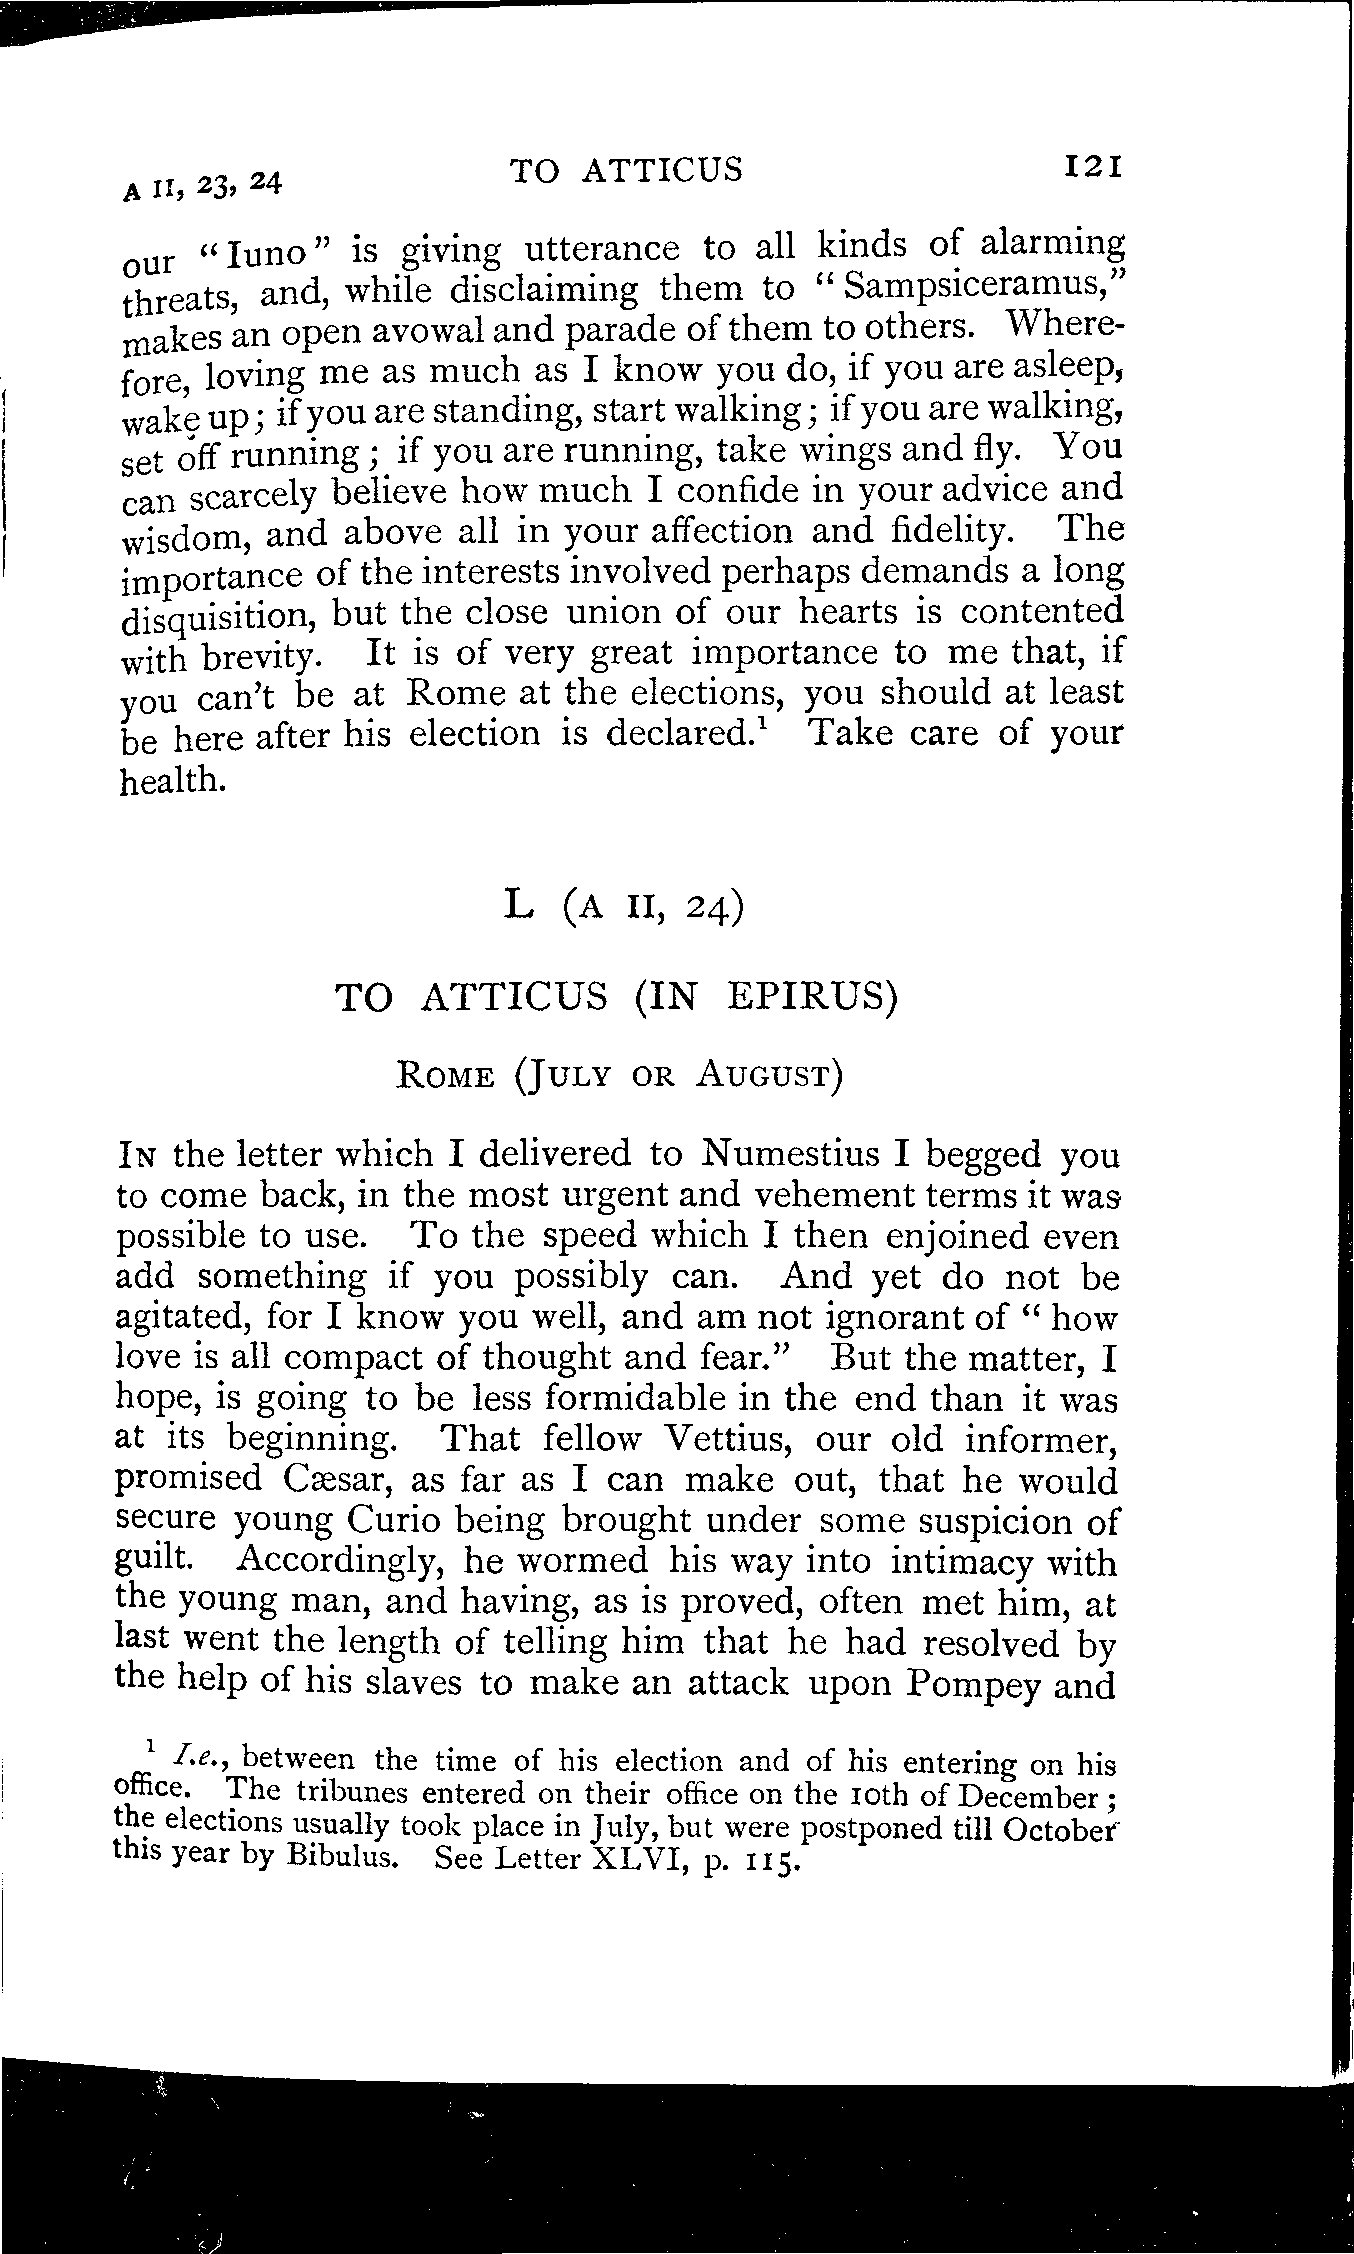 A II, 23, 24 TO ATTICUS 121
our “Iuno” is giving utterance to all kinds of alarming
threats, and, while disclaiming them to “Sampsiceramus,”
makes an open avowal and parade of them to others. Where-
fore, loving me as much as I know you do, if you are asleep,
wake up; if you are standing, start walking; if you are walking,
set off running; if you are running, take wings and fly. You
can scarcely believe how much I confide in your advice and
wisdom, and above all in your affection and fidelity. The
importance of the interests involved perhaps demands a long
disquisition, but the close union of our hearts is contented
with brevity. It is of very great importance to me that, if
you can't be at Rome at the elections, you should at least
be here after his election is declared.¹ Take care of your
health.
L (A II, 24)
TO ATTICUS (IN EPIRUS)
ROME (JULY OR AUGUST)
IN the letter which I delivered to Numestius I begged you
to come back, in the most urgent and vehement terms it was
possible to use. To the speed which I then enjoined even
add something if you possibly can. And yet do not be
agitated, for I know you well, and am not ignorant of “how
love is all compact of thought and fear.” But the matter, I
hope, is going to be less formidable in the end than it was
at its beginning. That fellow Vettius, our old informer,
promised Cæsar, as far as I can make out, that he would
secure young Curio being brought under some suspicion of
guilt. Accordingly, he wormed his way into intimacy with
the young man, and having, as is proved, often met him, at
last went the length of telling him that he had resolved by
the help of his slaves to make an attack upon Pompey and
¹ I.e., between the time of his election and of his entering on his
office. The tribunes entered on their office on the 10th of December;
the elections usually took place in July, but were postponed till October
this year by Bibulus. See Letter XLVI, p. 115.